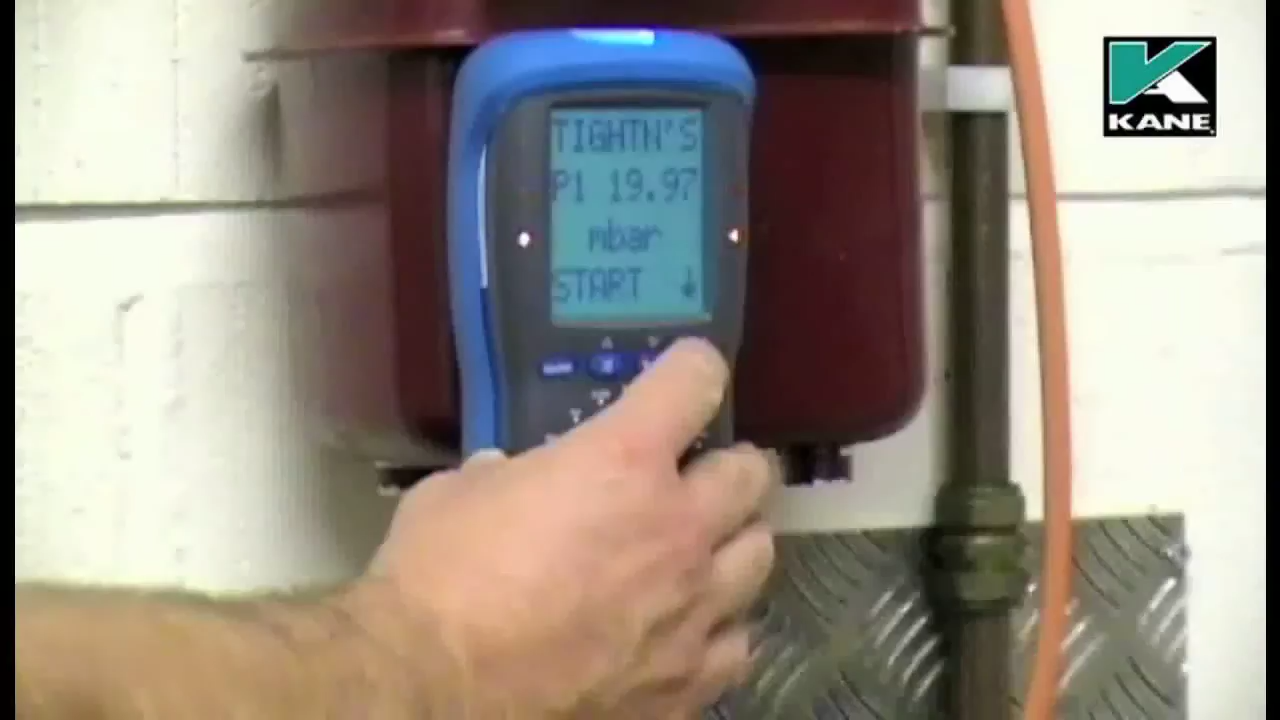 TIGHTN'S
P1 19.97
mbar
START ↓
KANE